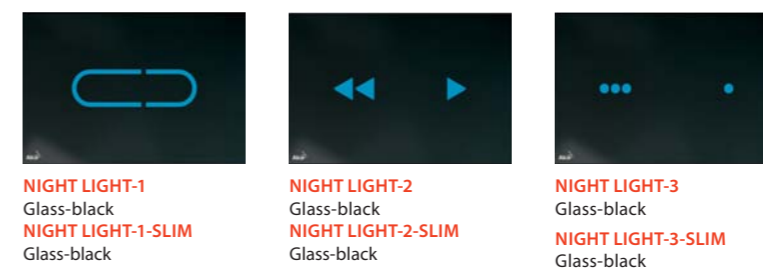 NIGHT LIGHT-1
Glass-black
NIGHT LIGHT-1-SLIM
Glass-black
NIGHT LIGHT-2
Glass-black
NIGHT LIGHT-2-SLIM
Glass-black
NIGHT LIGHT-3
Glass-black
NIGHT LIGHT-3-SLIM
Glass-black